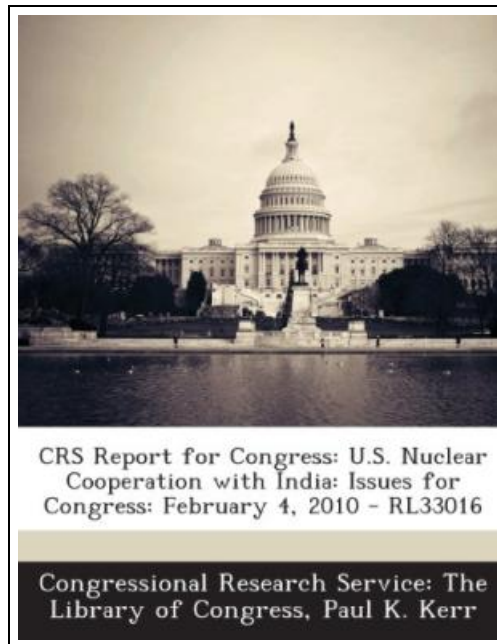 CRS Report for Congress: U.S. Nuclear
Cooperation with India: Issues for
Congress: February 4, 2010 - RL33016
Congressional Research Service: The
Library of Congress, Paul K. Kerr